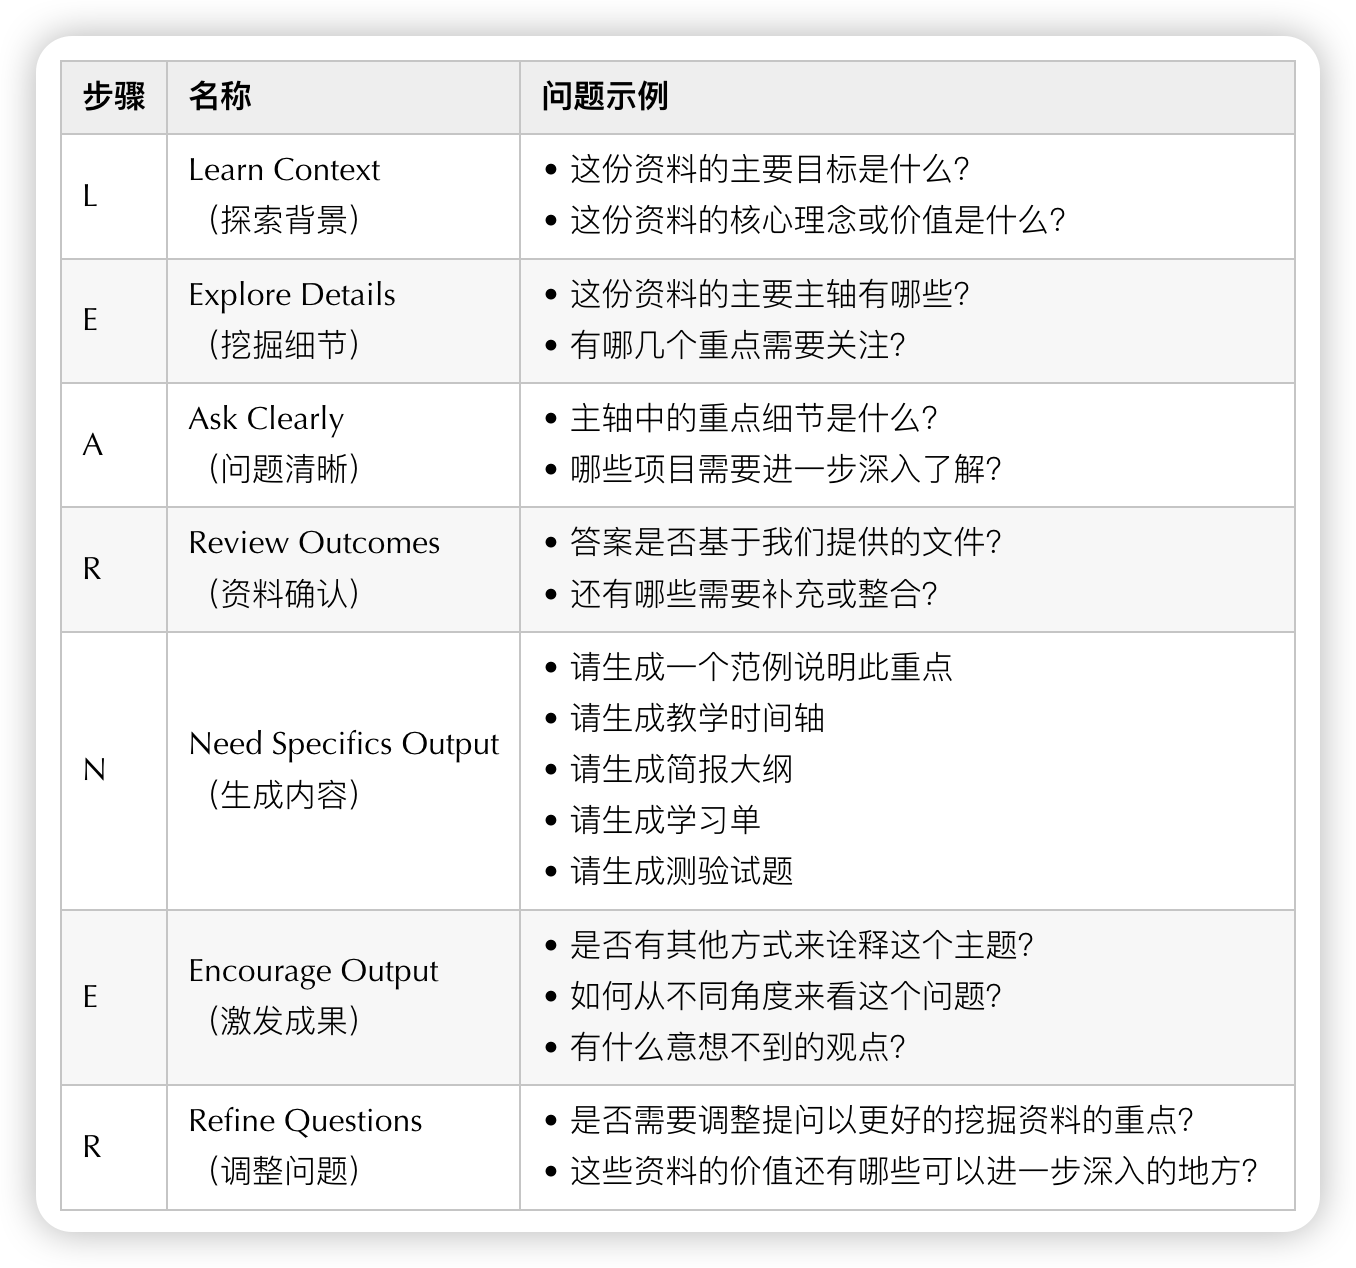 步骤 名称 问题示例
L
Learn Context
（探索背景）
• 这份资料的主要目标是什么？
• 这份资料的核心理念或价值是什么？
E
Explore Details
（挖掘细节）
• 这份资料的主要主轴有哪些？
• 有哪几个重点需要关注？
A
Ask Clearly
（问题清晰）
• 主轴中的重点细节是什么？
• 哪些项目需要进一步深入了解？
R
Review Outcomes
（资料确认）
• 答案是否基于我们提供的文件？
• 还有哪些需要补充或整合？
N
Need Specifics Output
（生成内容）
• 请生成一个范例说明此重点
• 请生成教学时间轴
• 请生成简报大纲
• 请生成学习单
• 请生成测验试题
E
Encourage Output
（激发成果）
• 是否有其他方式来诠释这个主题？
• 如何从不同角度来看这个问题？
• 有什么意想不到的观点？
R
Refine Questions
（调整问题）
• 是否需要调整提问以更好的挖掘资料的重点？
• 这些资料的价值还有哪些可以进一步深入的地方？